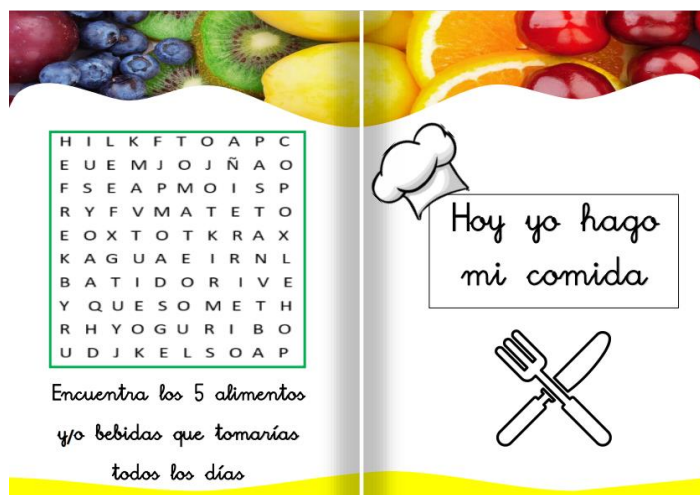 H I L K F T O A P C
E U E M J O J Ñ A O
F S E A P M O I S P
R Y F V M A T E T O
E O X T O T K R A X
K A G U A E I R N L
B A T I D O R I V E
Y Q U E S O M E T H
R H Y O G U R I B O
U D J K E L S O A P
Encuentra los 5 alimentos
y/o bebidas que tomarías
todos los días
Hoy yo hago
mi comida